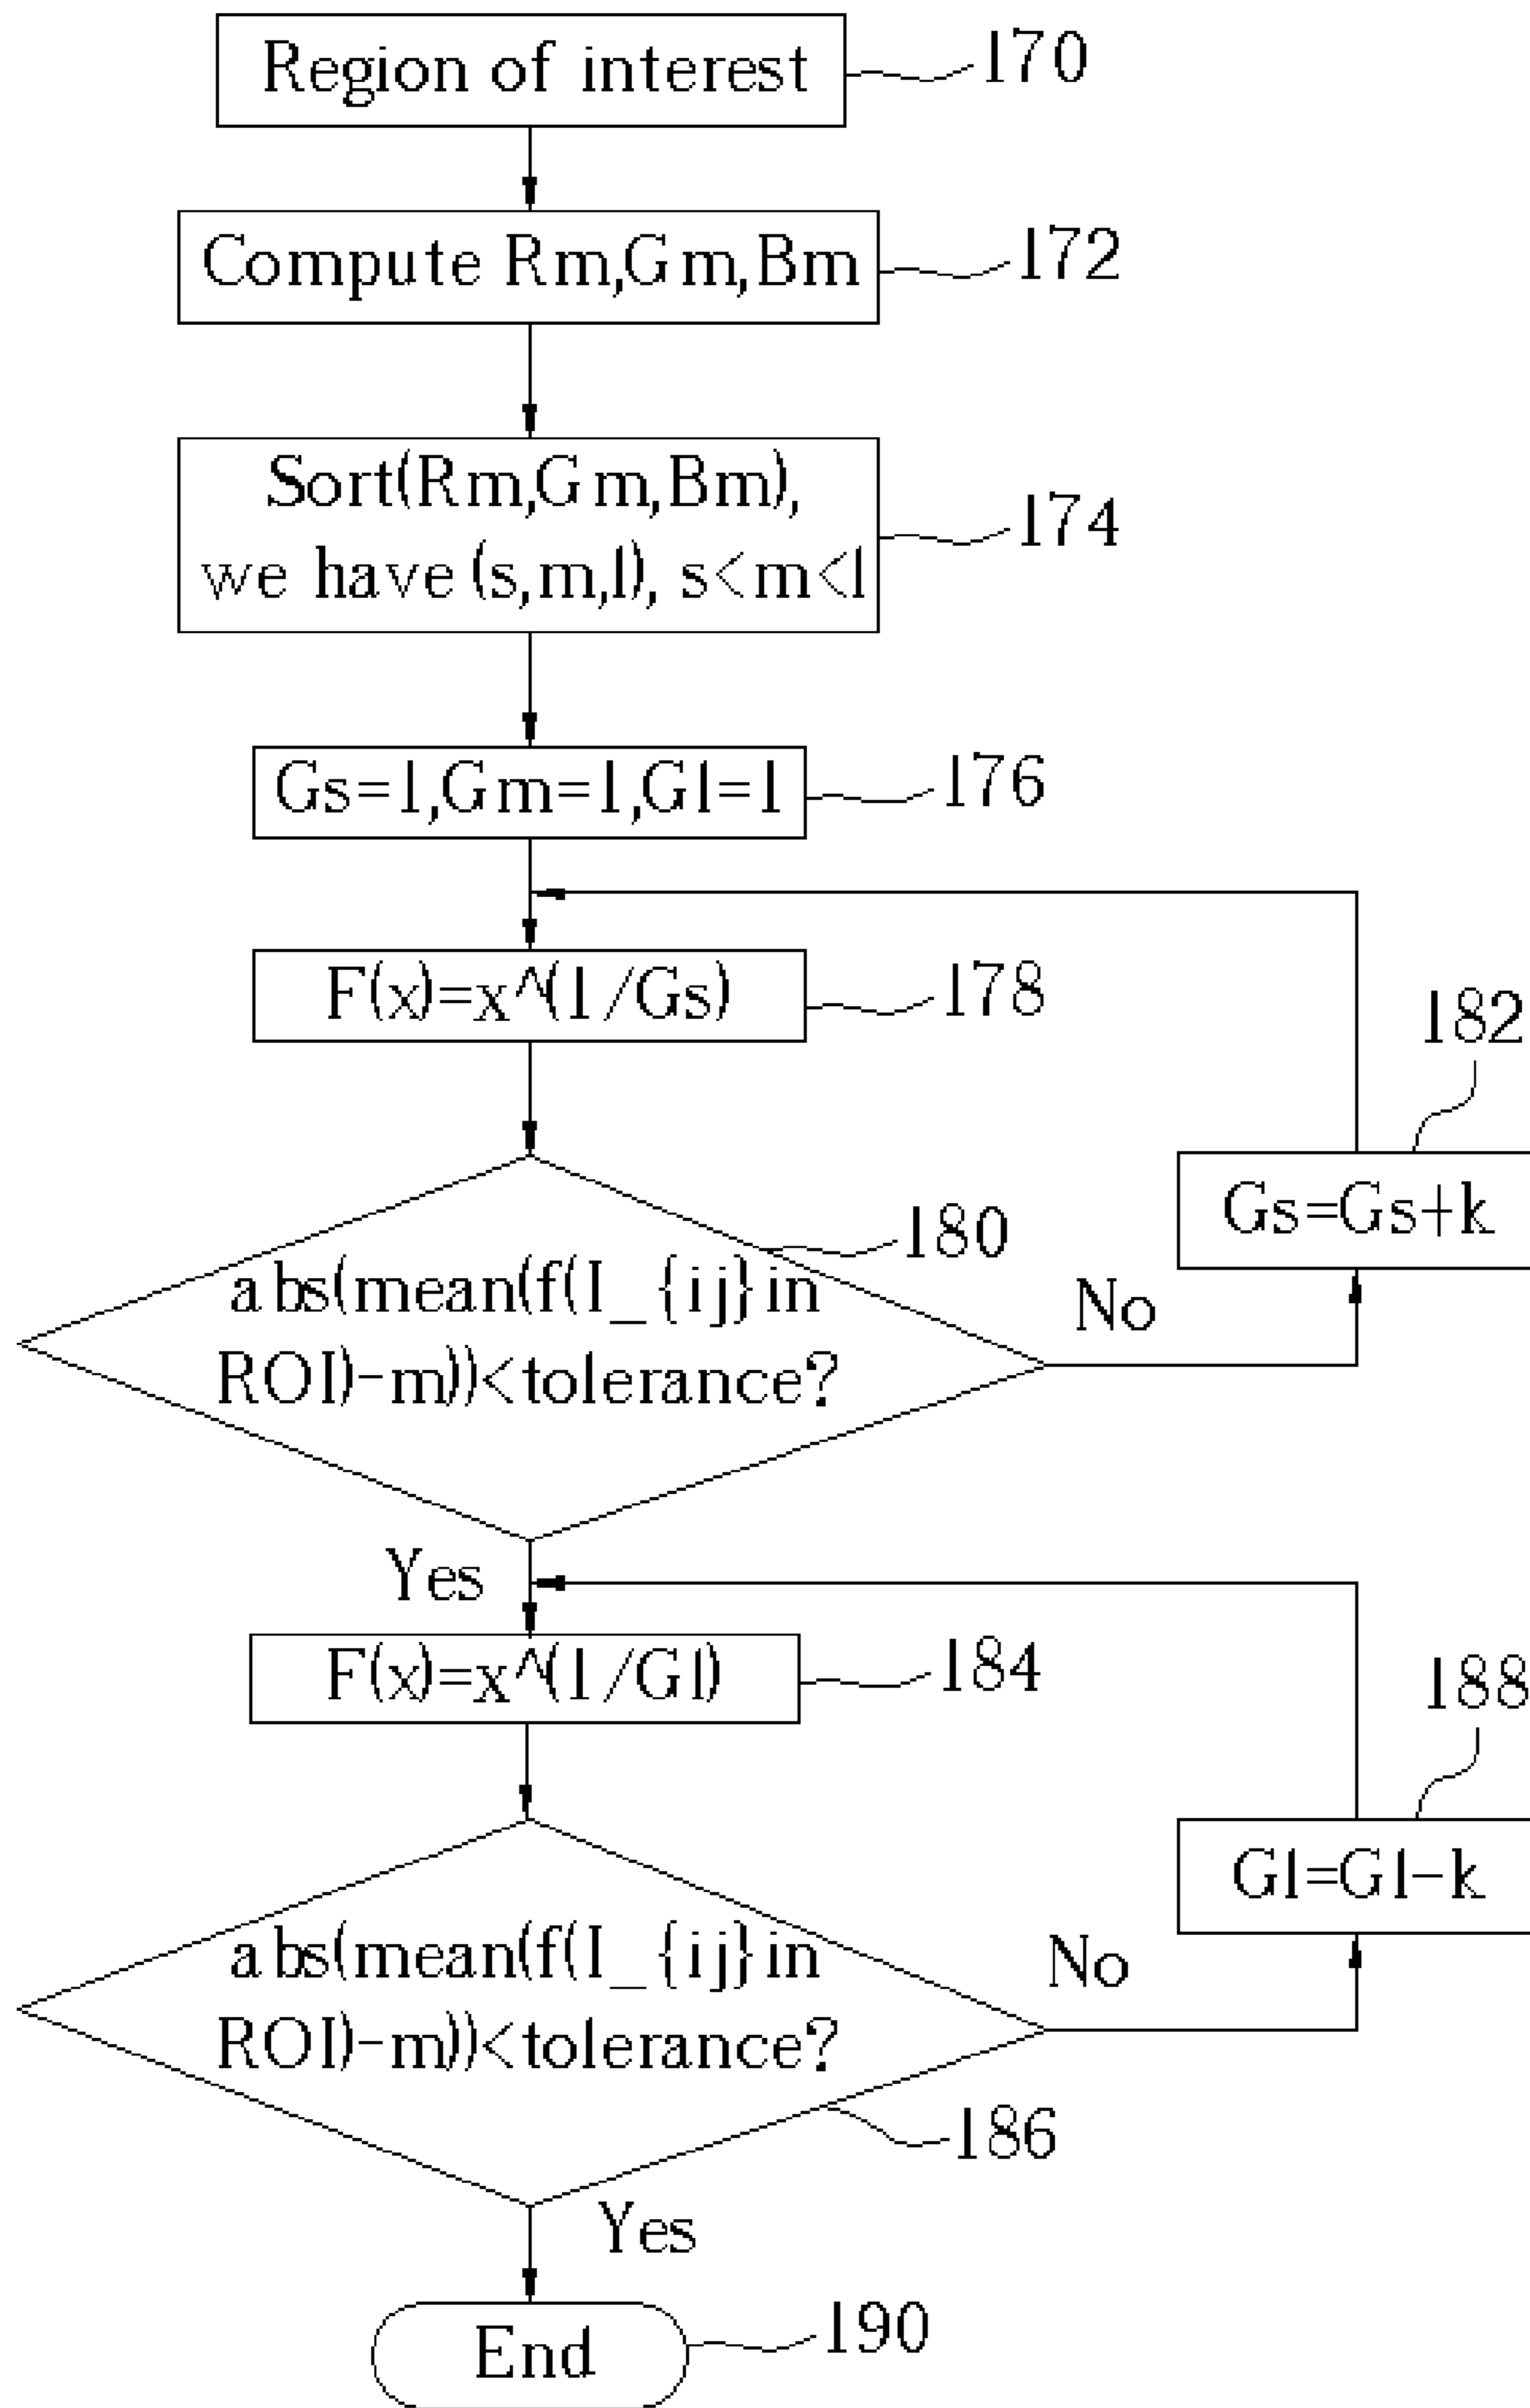 Region of interest
170
Compute Rm,Gm,Bm
172
Sort(Rm,Gm,Bm),
we have (s,m,l), s<m<l
174
Gs=1,Gm=1,Gl=1
176
F(x)=x^(1/Gs)
178
182
Gs=Gs+k
180
abs(mean(f(I_{ij}in
ROI)-m))<tolerance?
No
Yes
F(x)=x^(1/Gl)
184
188
Gl=Gl-k
abs(mean(f(I_{ij}in
ROI)-m))<tolerance?
No
186
Yes
End
190